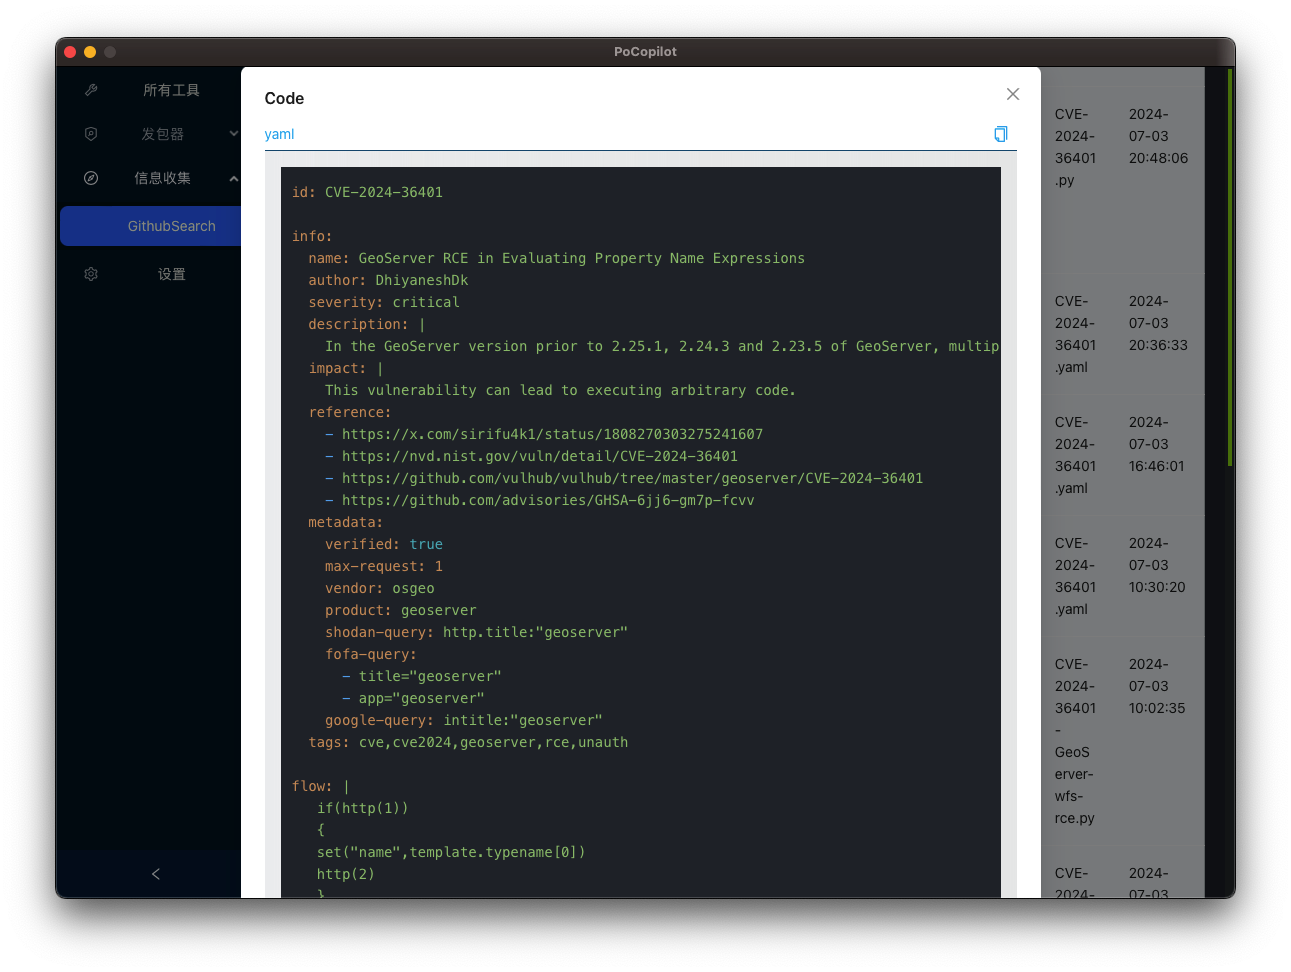 PoCopilot
所有工具
发包器
信息收集
GithubSearch
设置
Code
yaml
id: CVE-2024-36401
info:
name: GeoServer RCE in Evaluating Property Name Expressions
author: DhiyaneshDk
severity: critical
description: |
In the GeoServer version prior to 2.25.1, 2.24.3 and 2.23.5 of GeoServer, multip
impact: |
This vulnerability can lead to executing arbitrary code.
reference:
- https://x.com/sirifu4k1/status/1808270303275241607
- https://nvd.nist.gov/vuln/detail/CVE-2024-36401
- https://github.com/vulhub/vulhub/tree/master/geoserver/CVE-2024-36401
- https://github.com/advisories/GHSA-6jj6-gm7p-fcvv
metadata:
verified: true
max-request: 1
vendor: osgeo
product: geoserver
shodan-query: http.title:"geoserver"
fofa-query:
- title="geoserver"
- app="geoserver"
google-query: intitle:"geoserver"
tags: cve,cve2024,geoserver,rce,unauth
flow: |
if(http(1))
{
set("name",template.typename[0])
http(2)
}
CVE-
2024-
36401
.py
2024-
07-03
20:48:06
CVE-
2024-
36401
.yaml
2024-
07-03
20:36:33
CVE-
2024-
36401
.yaml
2024-
07-03
16:46:01
CVE-
2024-
36401
.yaml
2024-
07-03
10:30:20
CVE-
2024-
36401
-
GeoS
erver-
wfs-
rce.py
2024-
07-03
10:02:35
CVE-
2024-
2024-
07-03